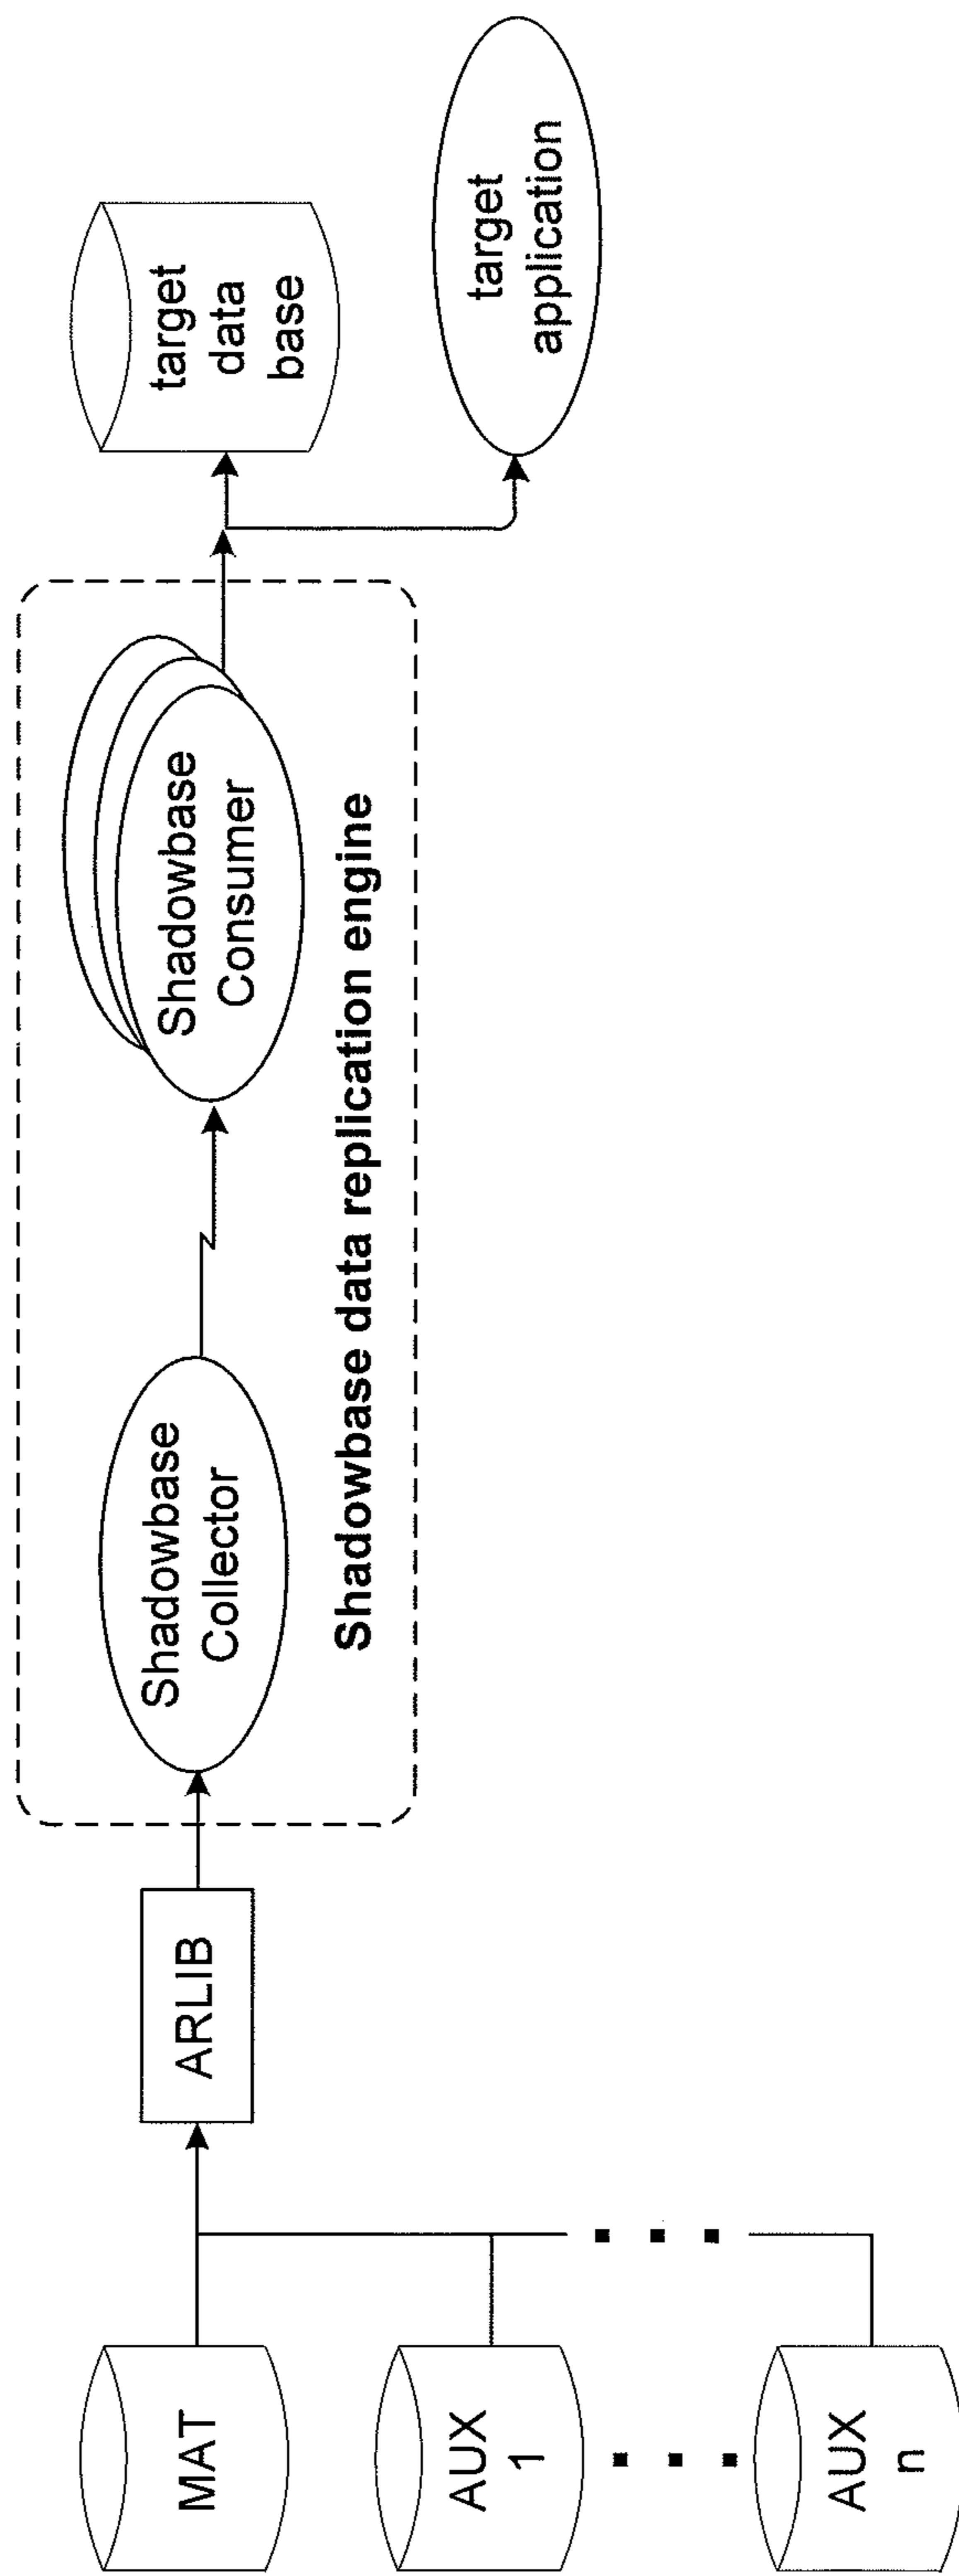 MAT
AUX
1
AUX
n
ARLIB
Shadowbase
Collector
Shadowbase
Consumer
Shadowbase data replication engine
target
data
base
target
application